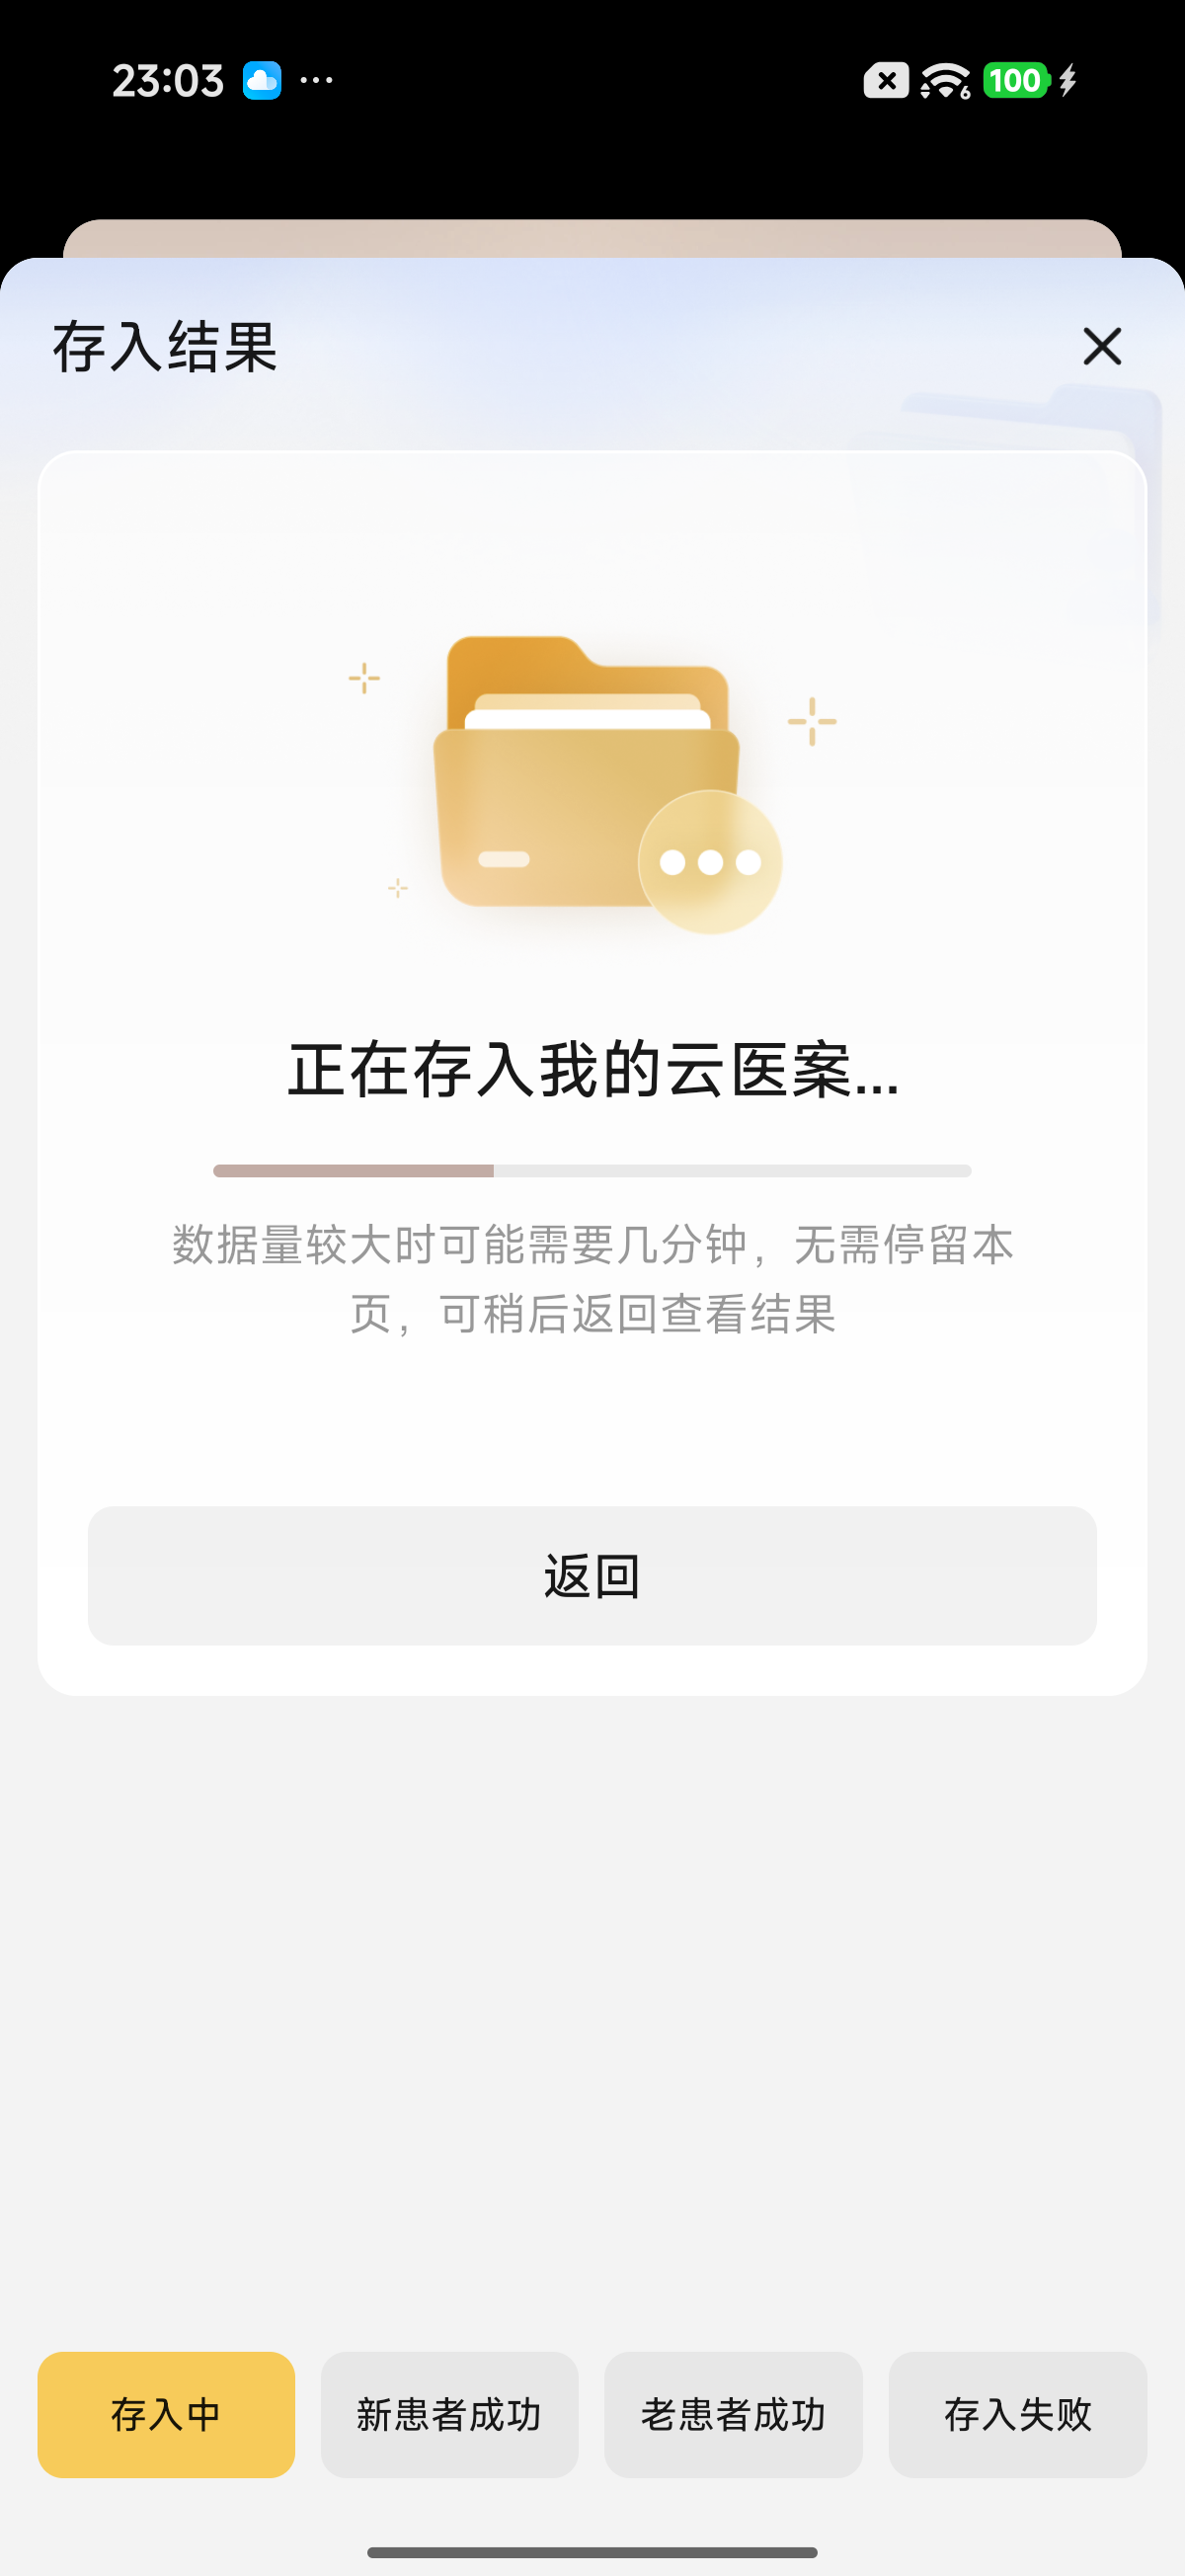 23:03 ...
6 100
存入结果
正在存入我的云医案...
数据量较大时可能需要几分钟，无需停留本
页，可稍后返回查看结果
返回
存入中 新患者成功 老患者成功 存入失败